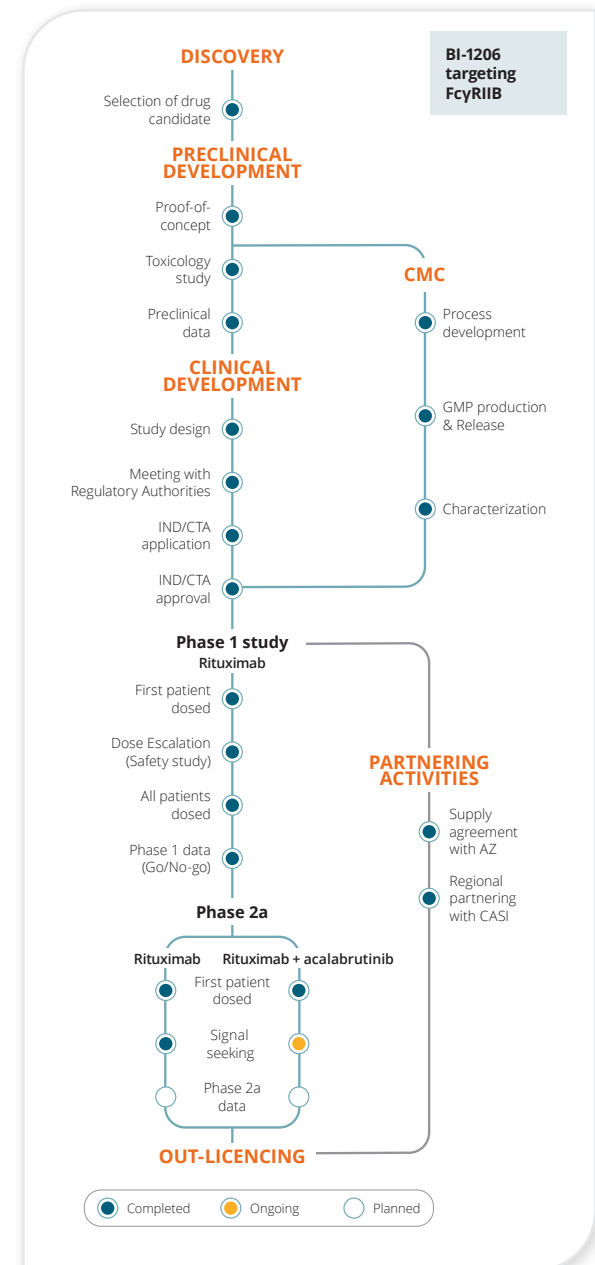 DISCOVERY
BI-1206
targeting
FcyRIIB
Selection of drug
candidate
PRECLINICAL
DEVELOPMENT
Proof-of-
concept
Toxicology
study
CMC
Preclinical
data
Process
development
CLINICAL
DEVELOPMENT
GMP production
& Release
Study design
Meeting with
Regulatory Authorities
Characterization
IND/CTA
application
IND/CTA
approval
Phase 1 study
Rituximab
First patient
dosed
Dose Escalation
(Safety study)
PARTNERING
ACTIVITIES
All patients
dosed
Supply
agreement
with AZ
Phase 1 data
(Go/No-go)
Regional
partnering
with CASI
Phase 2a
Rituximab
Rituximab + acalabrutinib
First patient
dosed
Signal
seeking
Phase 2a
data
OUT-LICENCING
Completed
Ongoing
Planned